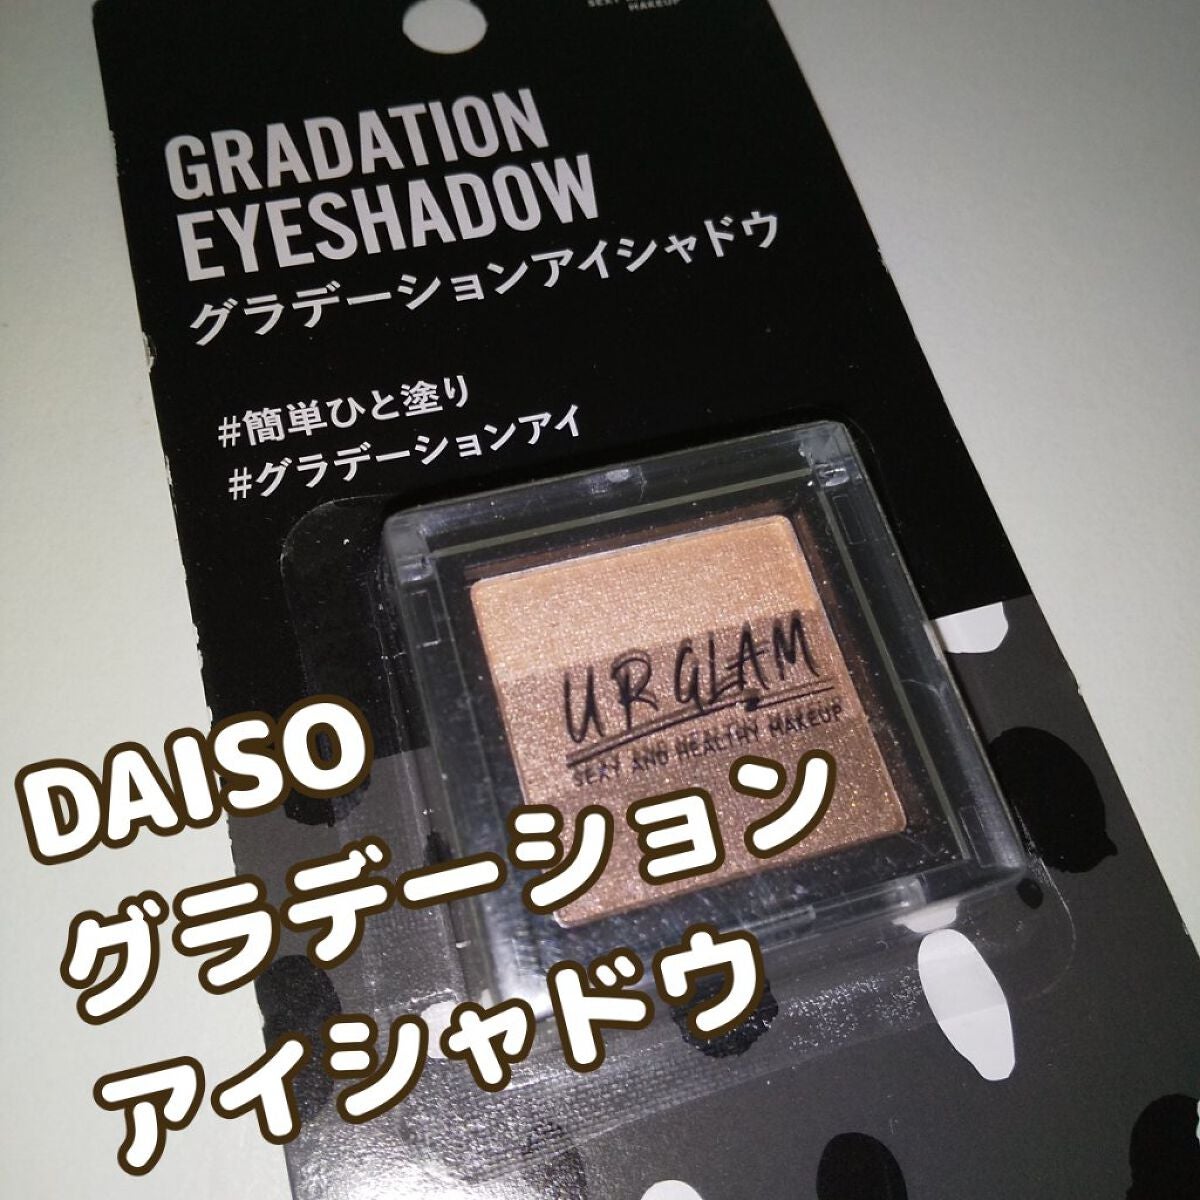 MAKEUP
GRADATION
EYESHADOW
グラデーションアイシャドウ
#簡単ひと塗り
#グラデーションアイ
UR GLAM
SEXY AND HEALTHY MAKEUP
DAISO
グラデーション
アイシャドウ